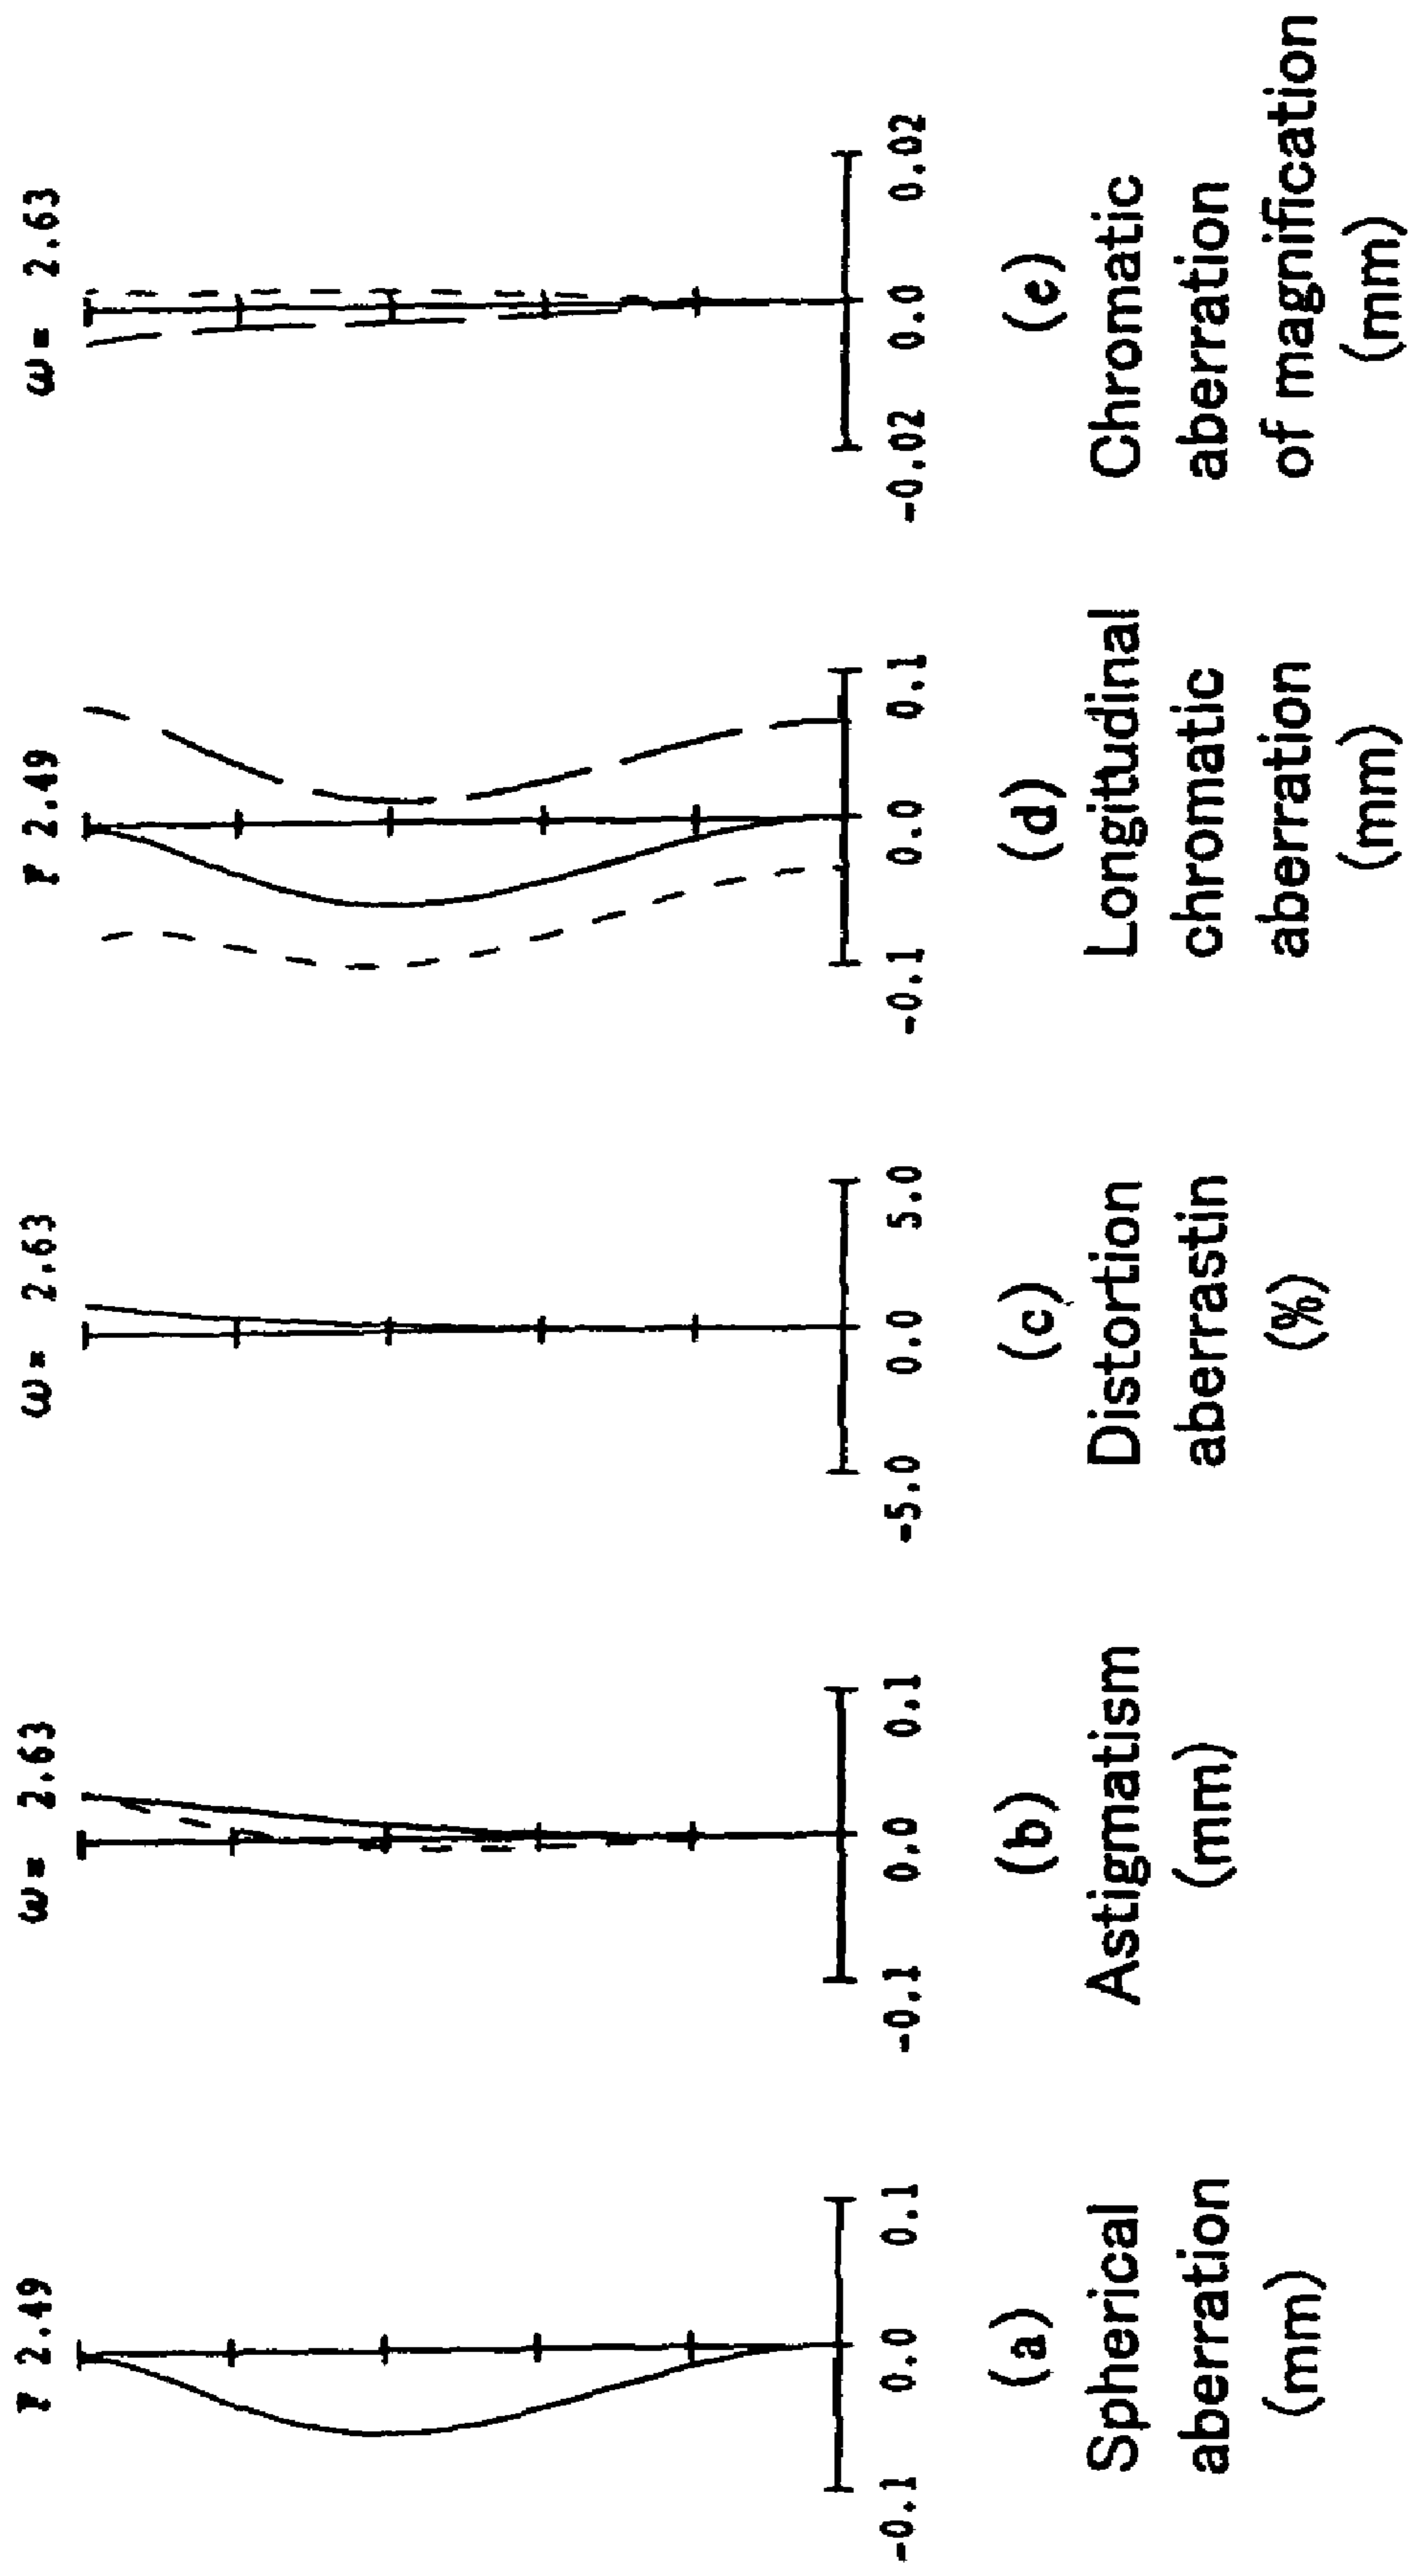 F 2.49
-0.1 0.0 0.1
(a)
Spherical
aberration
(mm)
ω= 2.63
-0.1 0.0 0.1
(b)
Astigmatism
(mm)
ω= 2.63
-5.0 0.0 5.0
(c)
Distortion
aberrastin
(%)
F 2.49
-0.1 0.0 0.1
(d)
Longitudinal
chromatic
aberration
(mm)
ω= 2.63
-0.02 0.0 0.02
(e)
Chromatic
aberration
of magnification
(mm)